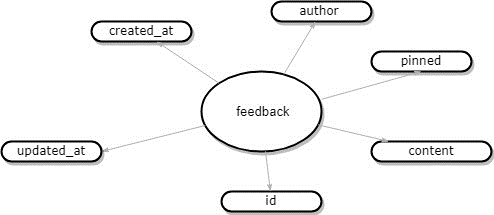 author
created_at
pinned
feedback
updated_at
content
id